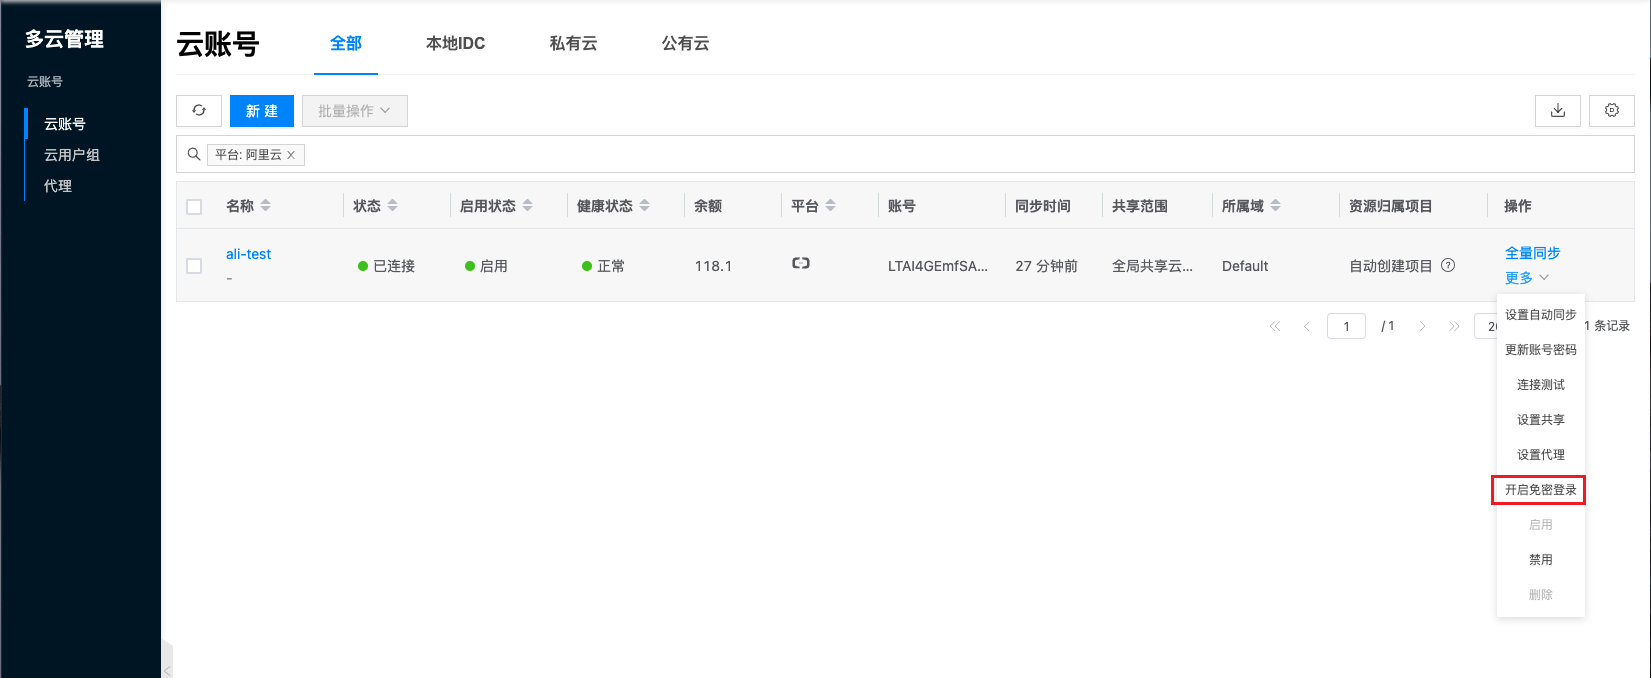 多云管理
云账号
云账号
云用户组
代理
云账号 全部 本地IDC 私有云 公有云
新 建 批量操作
平台: 阿里云
名称 状态 启用状态 健康状态 余额 平台 账号 同步时间 共享范围 所属域 资源归属项目 操作
ali-test
-
已连接 启用 正常 118.1 LTAI4GEmfSA... 27 分钟前 全局共享云... Default 自动创建项目
全量同步
更多
1 / 1 1 条记录
设置自动同步
更新账号密码
连接测试
设置共享
设置代理
开启免密登录
启用
禁用
删除